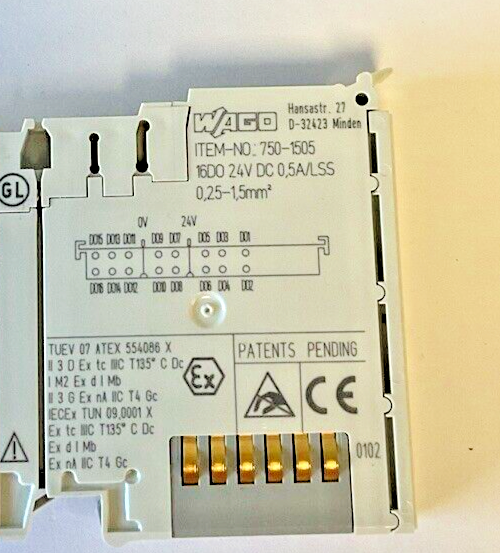 WAGO
Hansastr. 27
D-32423 Minden
ITEM-NO.: 750-1505
16DO 24V DC 0,5A/LSS
0,25-1,5mm²
GL
0V 24V
DO15 DO13 DO11 DO9 DO7 DO5 DO3 DO1
DO16 DO14 DO12 DO10 DO8 DO6 DO4 DO2
TUEV 07 ATEX 554086 X
II 3 D Ex tc IIIC T135° C Dc
I M2 Ex d I Mb
II 3 G Ex nA IIC T4 Gc
IECEx TUN 09.0001 X
Ex tc IIIC T135° C Dc
Ex d I Mb
Ex nA IIC T4 Gc
Ex
PATENTS PENDING
CE
0102